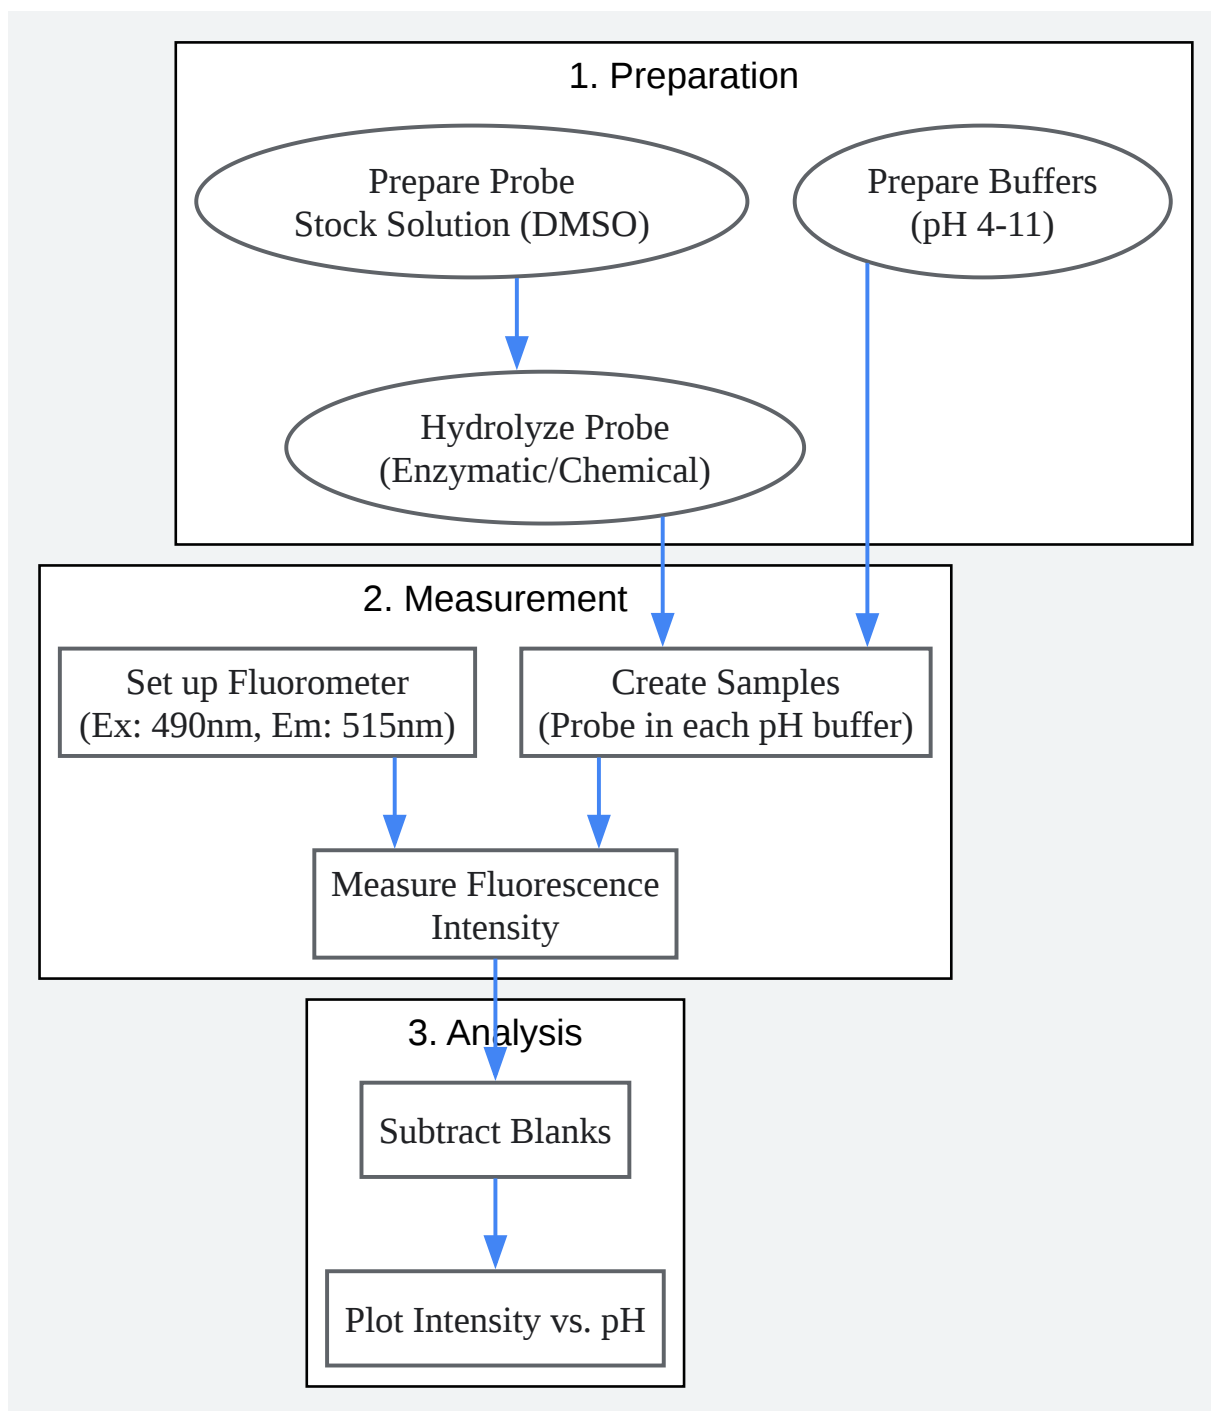 1. Preparation
Prepare Probe
Stock Solution (DMSO)
Prepare Buffers
(pH 4-11)
Hydrolyze Probe
(Enzymatic/Chemical)
2. Measurement
Set up Fluorometer
(Ex: 490nm, Em: 515nm)
Create Samples
(Probe in each pH buffer)
Measure Fluorescence
Intensity
3. Analysis
Subtract Blanks
Plot Intensity vs. pH